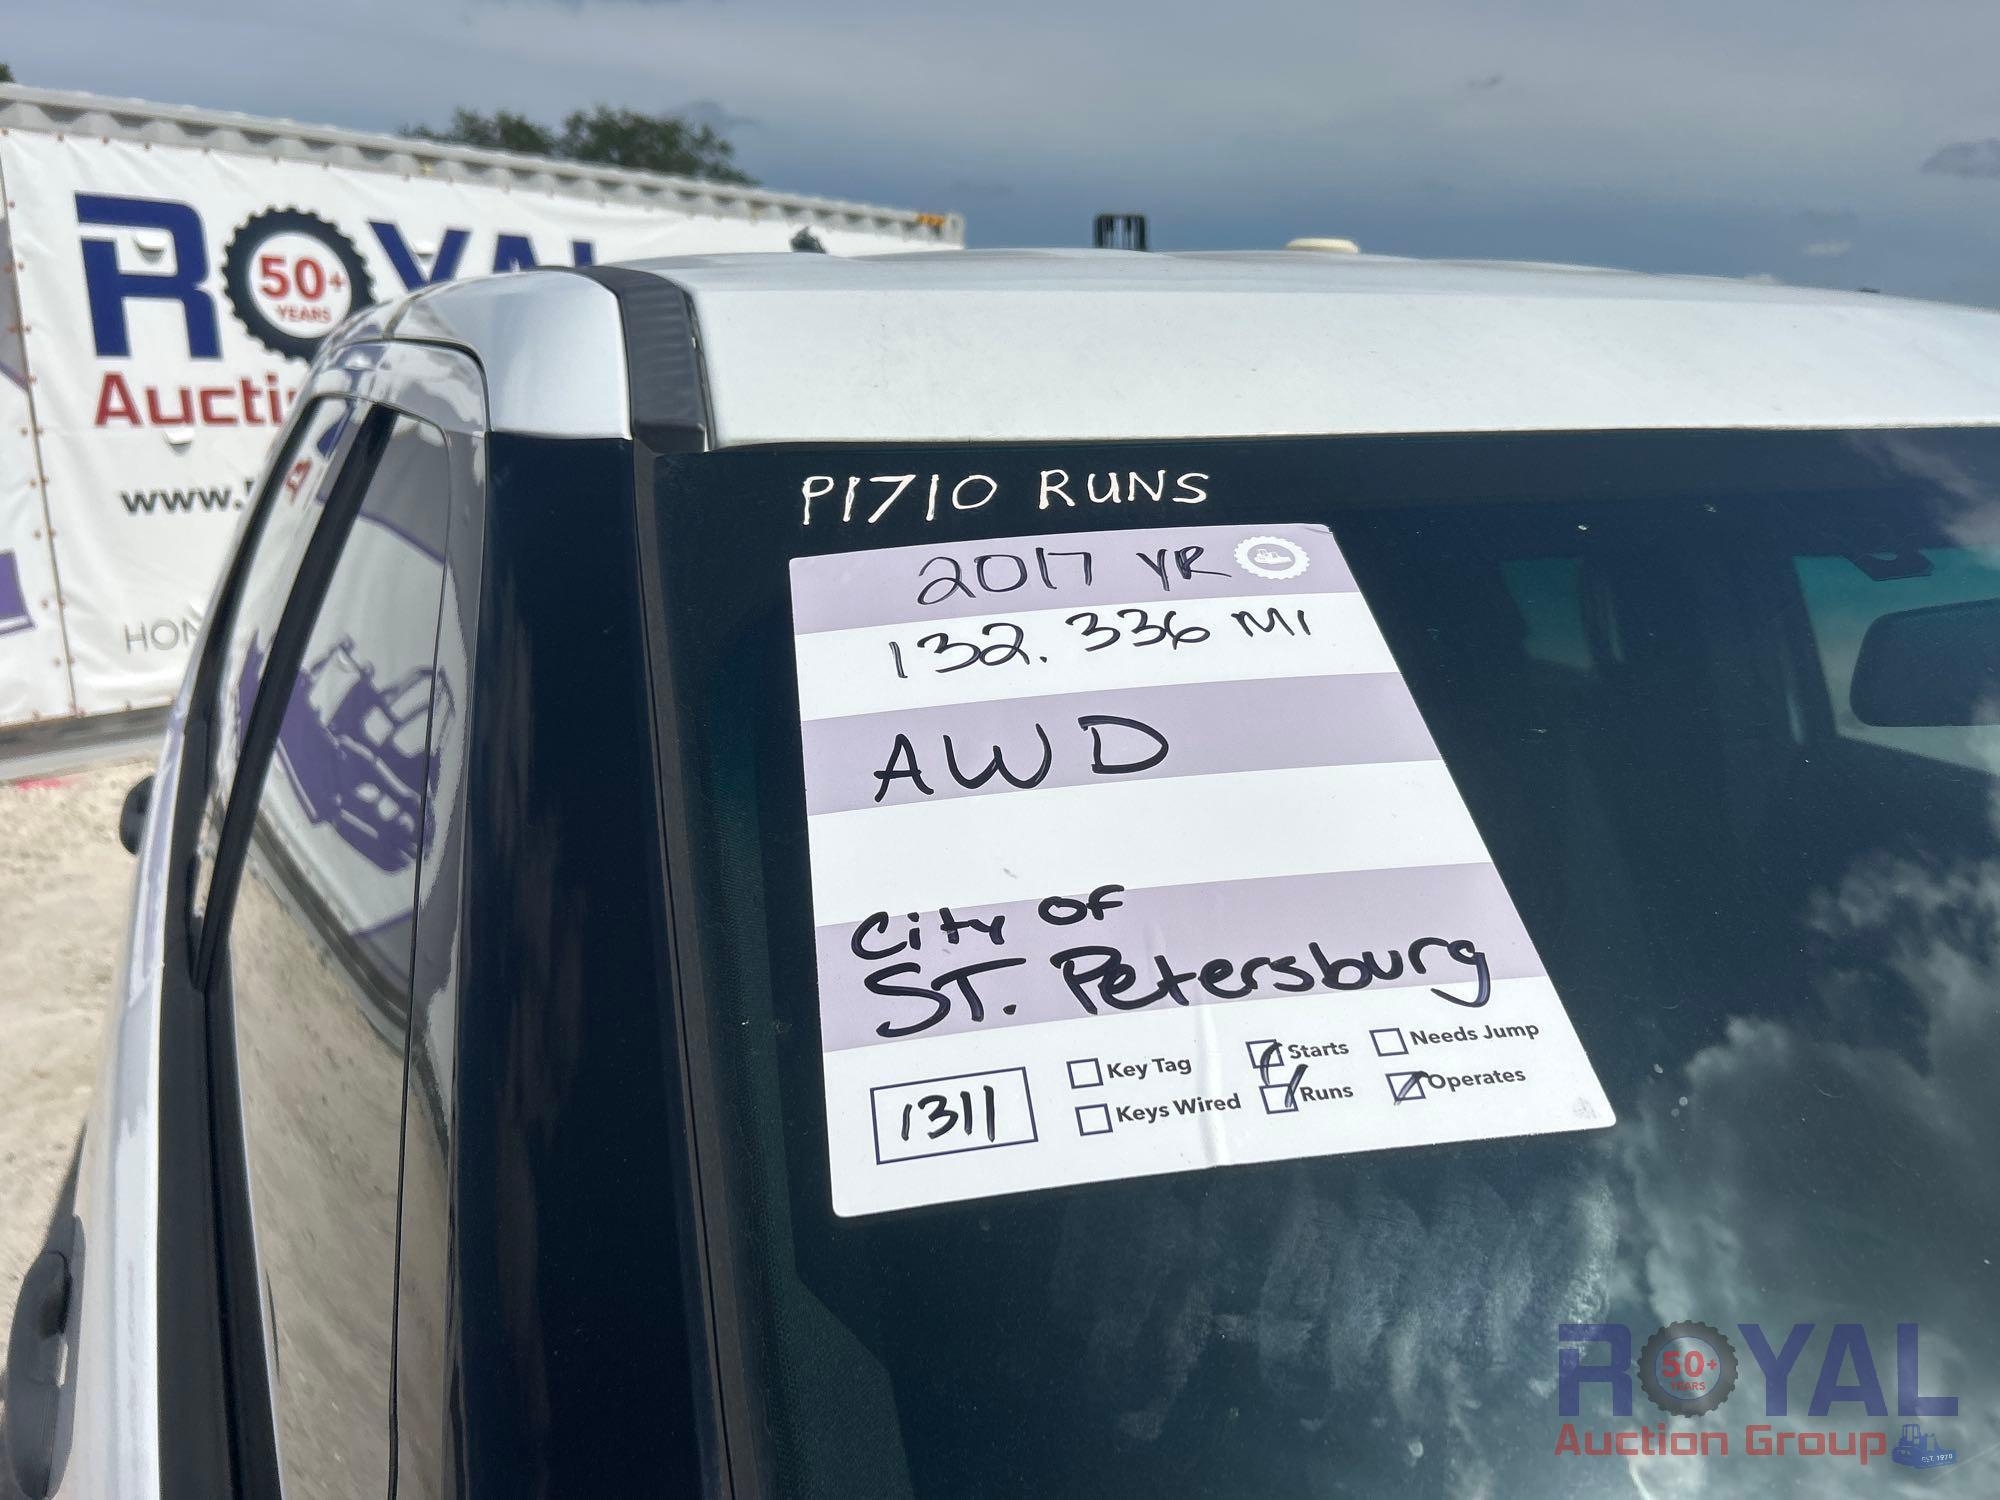 ROYAL
50+
YEARS
Aucti
www.
HON
P1710 RUNS
2017 YR
132.336 MI
AWD
City OF
ST. Petersburg
1311
Key Tag
Keys Wired
Starts
Runs
Needs Jump
Operates
ROYAL
50+
YEARS
Auction Group
EST. 1970